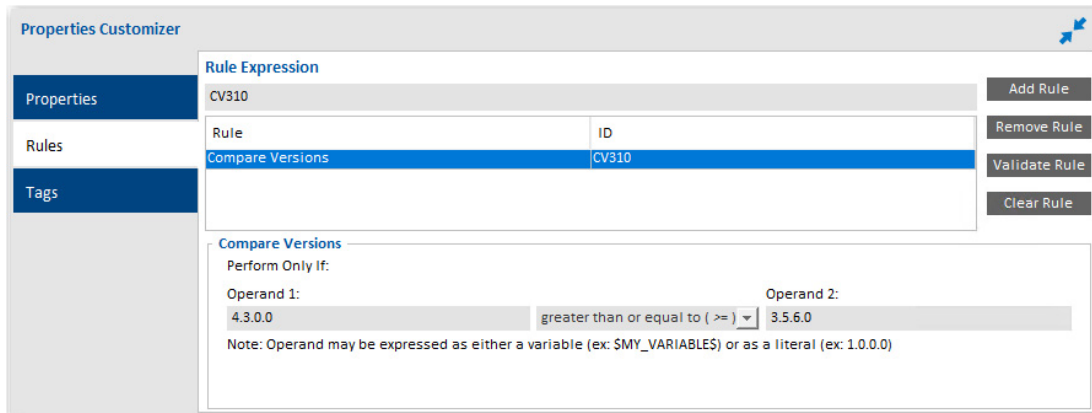 Properties Customizer
Properties
Rules
Tags
Rule Expression
CV310
Rule ID
Compare Versions CV310
Add Rule
Remove Rule
Validate Rule
Clear Rule
Compare Versions
Perform Only If:
Operand 1: Operand 2:
4.3.0.0 greater than or equal to ( >= ) 3.5.6.0
Note: Operand may be expressed as either a variable (ex: $MY_VARIABLE$) or as a literal (ex: 1.0.0.0)